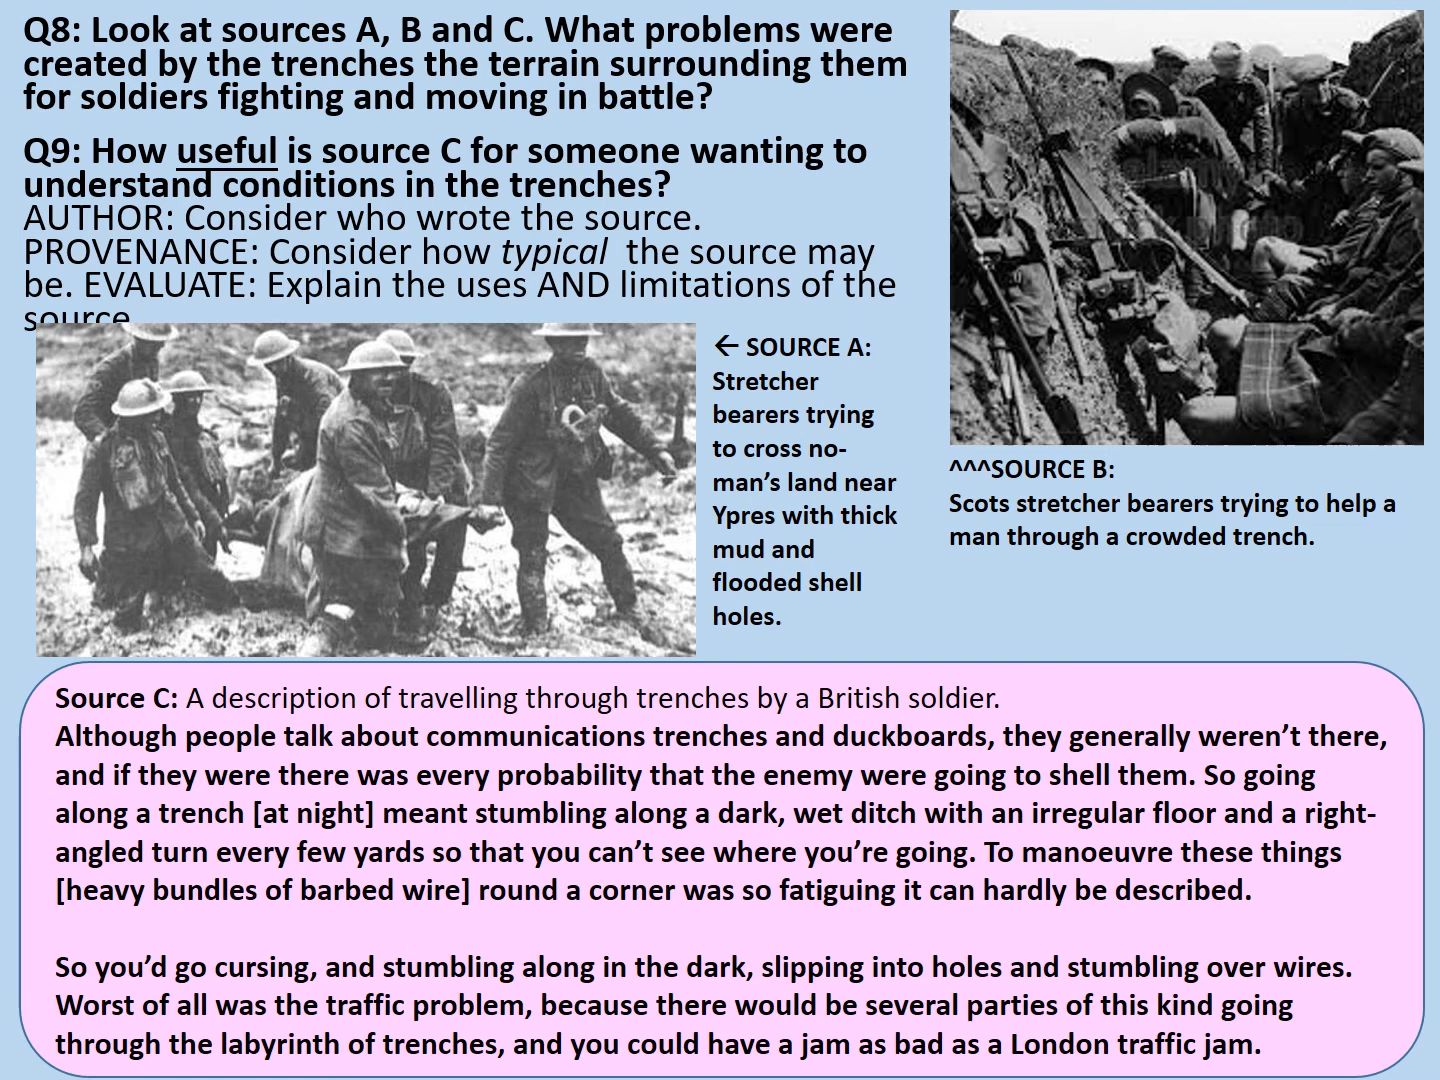 Q8: Look at sources A, B and C. What problems were
created by the trenches the terrain surrounding them
for soldiers fighting and moving in battle?
Q9: How useful is source C for someone wanting to
understand conditions in the trenches?
AUTHOR: Consider who wrote the source.
PROVENANCE: Consider how typical the source may
be. EVALUATE: Explain the uses AND limitations of the
source
← SOURCE A:
Stretcher
bearers trying
to cross no-
man’s land near
Ypres with thick
mud and
flooded shell
holes.
^^^SOURCE B:
Scots stretcher bearers trying to help a
man through a crowded trench.
Source C: A description of travelling through trenches by a British soldier.
Although people talk about communications trenches and duckboards, they generally weren’t there,
and if they were there was every probability that the enemy were going to shell them. So going
along a trench [at night] meant stumbling along a dark, wet ditch with an irregular floor and a right-
angled turn every few yards so that you can’t see where you’re going. To manoeuvre these things
[heavy bundles of barbed wire] round a corner was so fatiguing it can hardly be described.
So you’d go cursing, and stumbling along in the dark, slipping into holes and stumbling over wires.
Worst of all was the traffic problem, because there would be several parties of this kind going
through the labyrinth of trenches, and you could have a jam as bad as a London traffic jam.